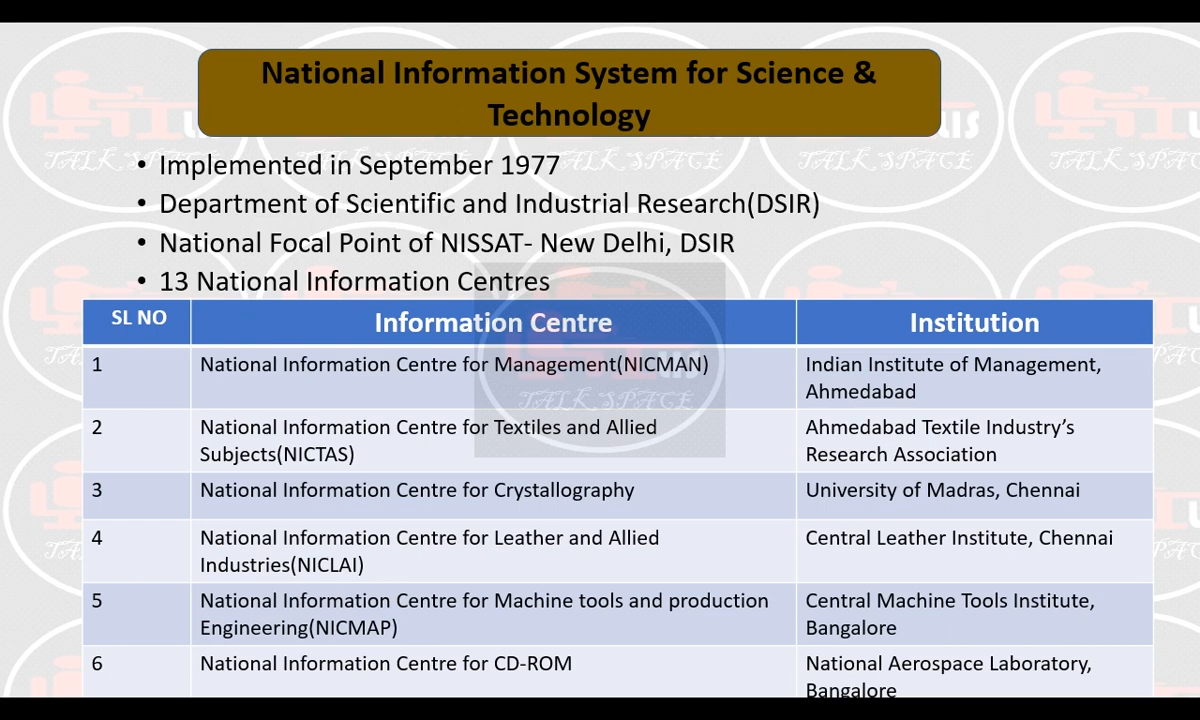 National Information System for Science &
Technology
• Implemented in September 1977
• Department of Scientific and Industrial Research(DSIR)
• National Focal Point of NISSAT- New Delhi, DSIR
• 13 National Information Centres
SL NO Information Centre Institution
1 National Information Centre for Management(NICMAN) Indian Institute of Management,
Ahmedabad
2 National Information Centre for Textiles and Allied Ahmedabad Textile Industry’s
Subjects(NICTAS) Research Association
3 National Information Centre for Crystallography University of Madras, Chennai
4 National Information Centre for Leather and Allied Central Leather Institute, Chennai
Industries(NICLAI)
5 National Information Centre for Machine tools and production Central Machine Tools Institute,
Engineering(NICMAP) Bangalore
6 National Information Centre for CD-ROM National Aerospace Laboratory,
Bangalore
TALK SPACE